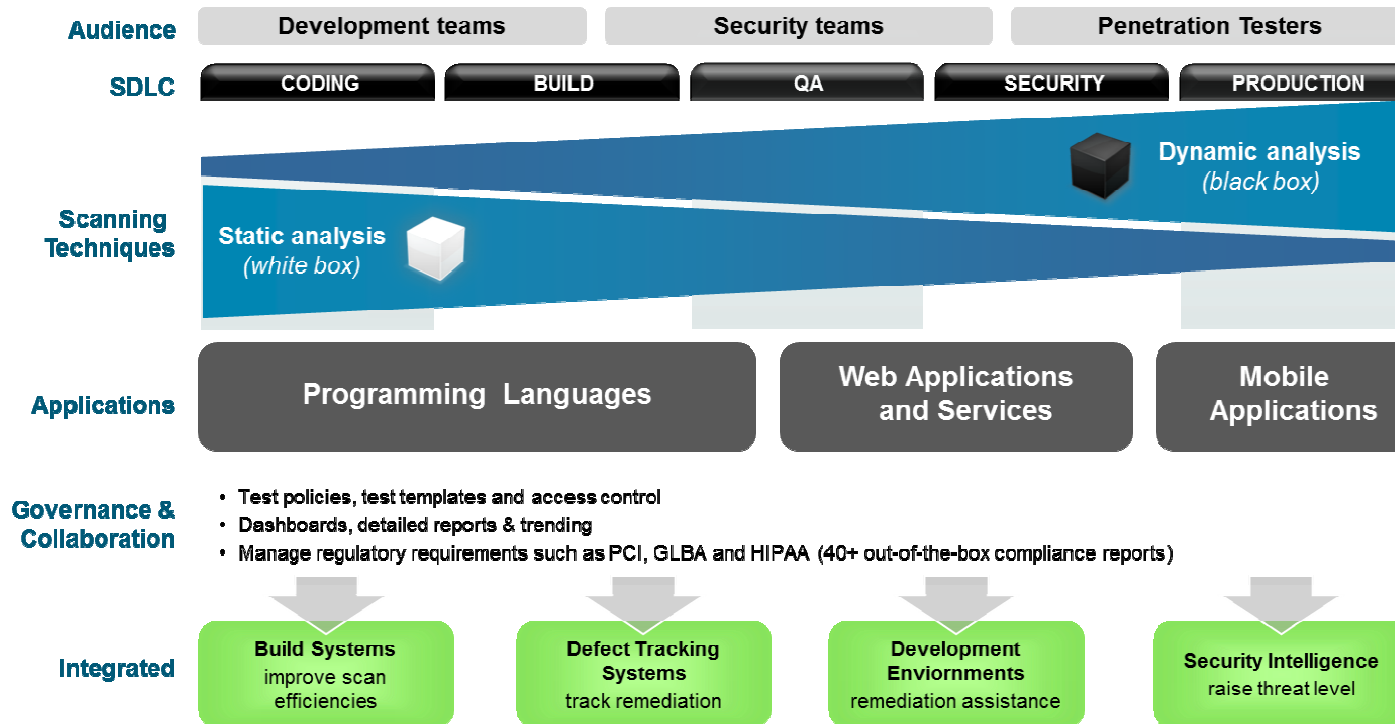 Audience
Development teams
Security teams
Penetration Testers
SDLC
CODING
BUILD
QA
SECURITY
PRODUCTION
Scanning
Techniques
Dynamic analysis
(black box)
Static analysis
(white box)
Applications
Programming Languages
Web Applications
and Services
Mobile
Applications
Governance &
Collaboration
• Test policies, test templates and access control
• Dashboards, detailed reports & trending
• Manage regulatory requirements such as PCI, GLBA and HIPAA (40+ out-of-the-box compliance reports)
Integrated
Build Systems
improve scan
efficiencies
Defect Tracking
Systems
track remediation
Development
Enviornments
remediation assistance
Security Intelligence
raise threat level